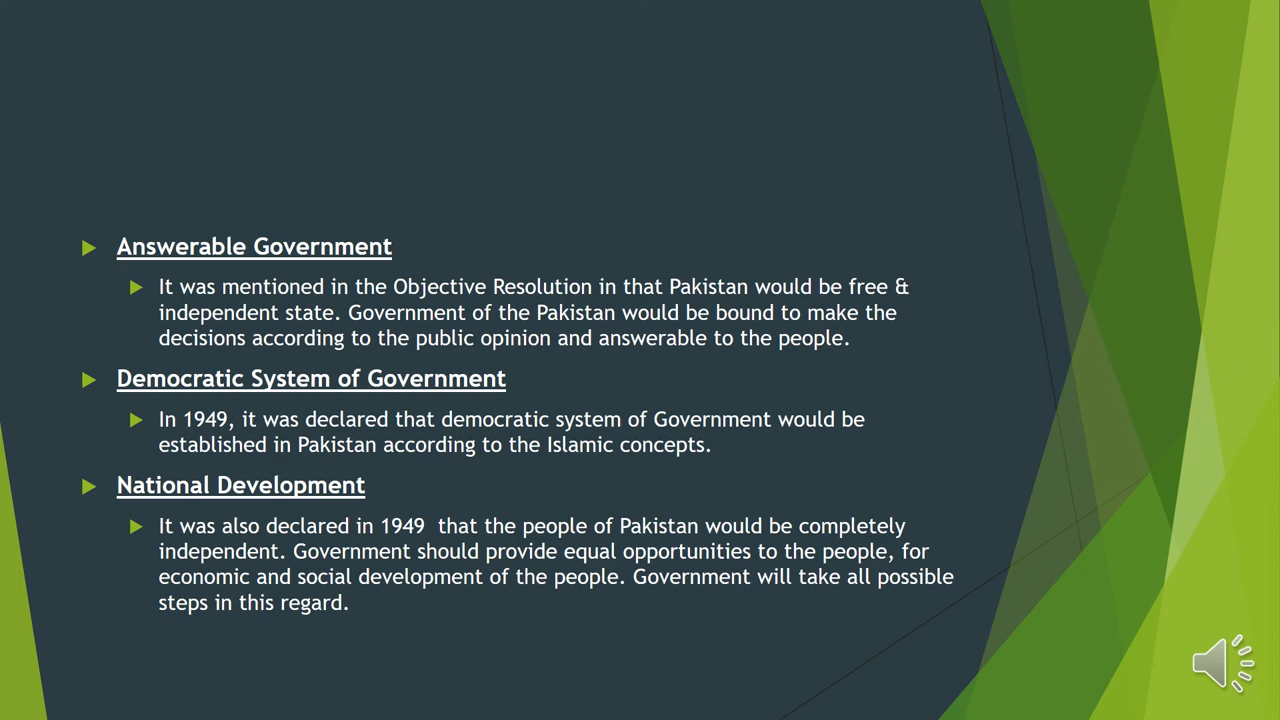 Answerable Government
It was mentioned in the Objective Resolution in that Pakistan would be free &
independent state. Government of the Pakistan would be bound to make the
decisions according to the public opinion and answerable to the people.
Democratic System of Government
In 1949, it was declared that democratic system of Government would be
established in Pakistan according to the Islamic concepts.
National Development
It was also declared in 1949  that the people of Pakistan would be completely
independent. Government should provide equal opportunities to the people, for
economic and social development of the people. Government will take all possible
steps in this regard.